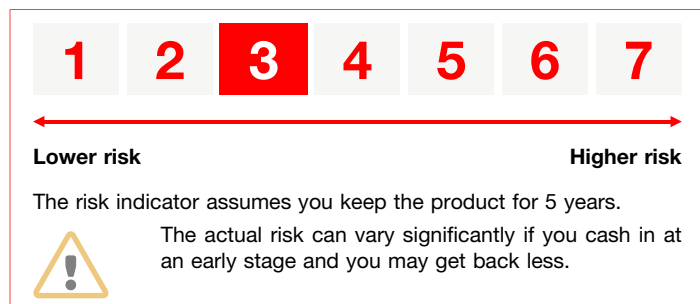 1 2 3 4 5 6 7
Lower risk Higher risk
The risk indicator assumes you keep the product for 5 years.
The actual risk can vary significantly if you cash in at
an early stage and you may get back less.